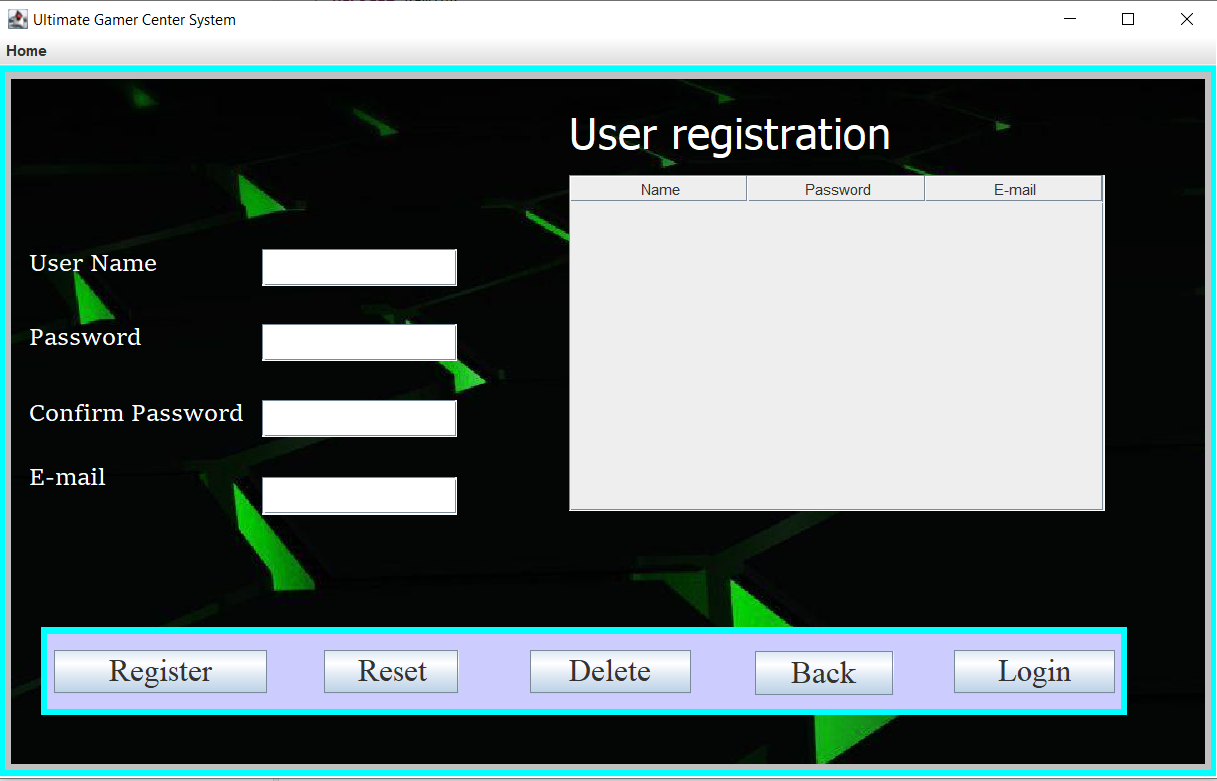 Ultimate Gamer Center System
Home
User registration
Name Password E-mail
User Name
Password
Confirm Password
E-mail
Register Reset Delete Back Login